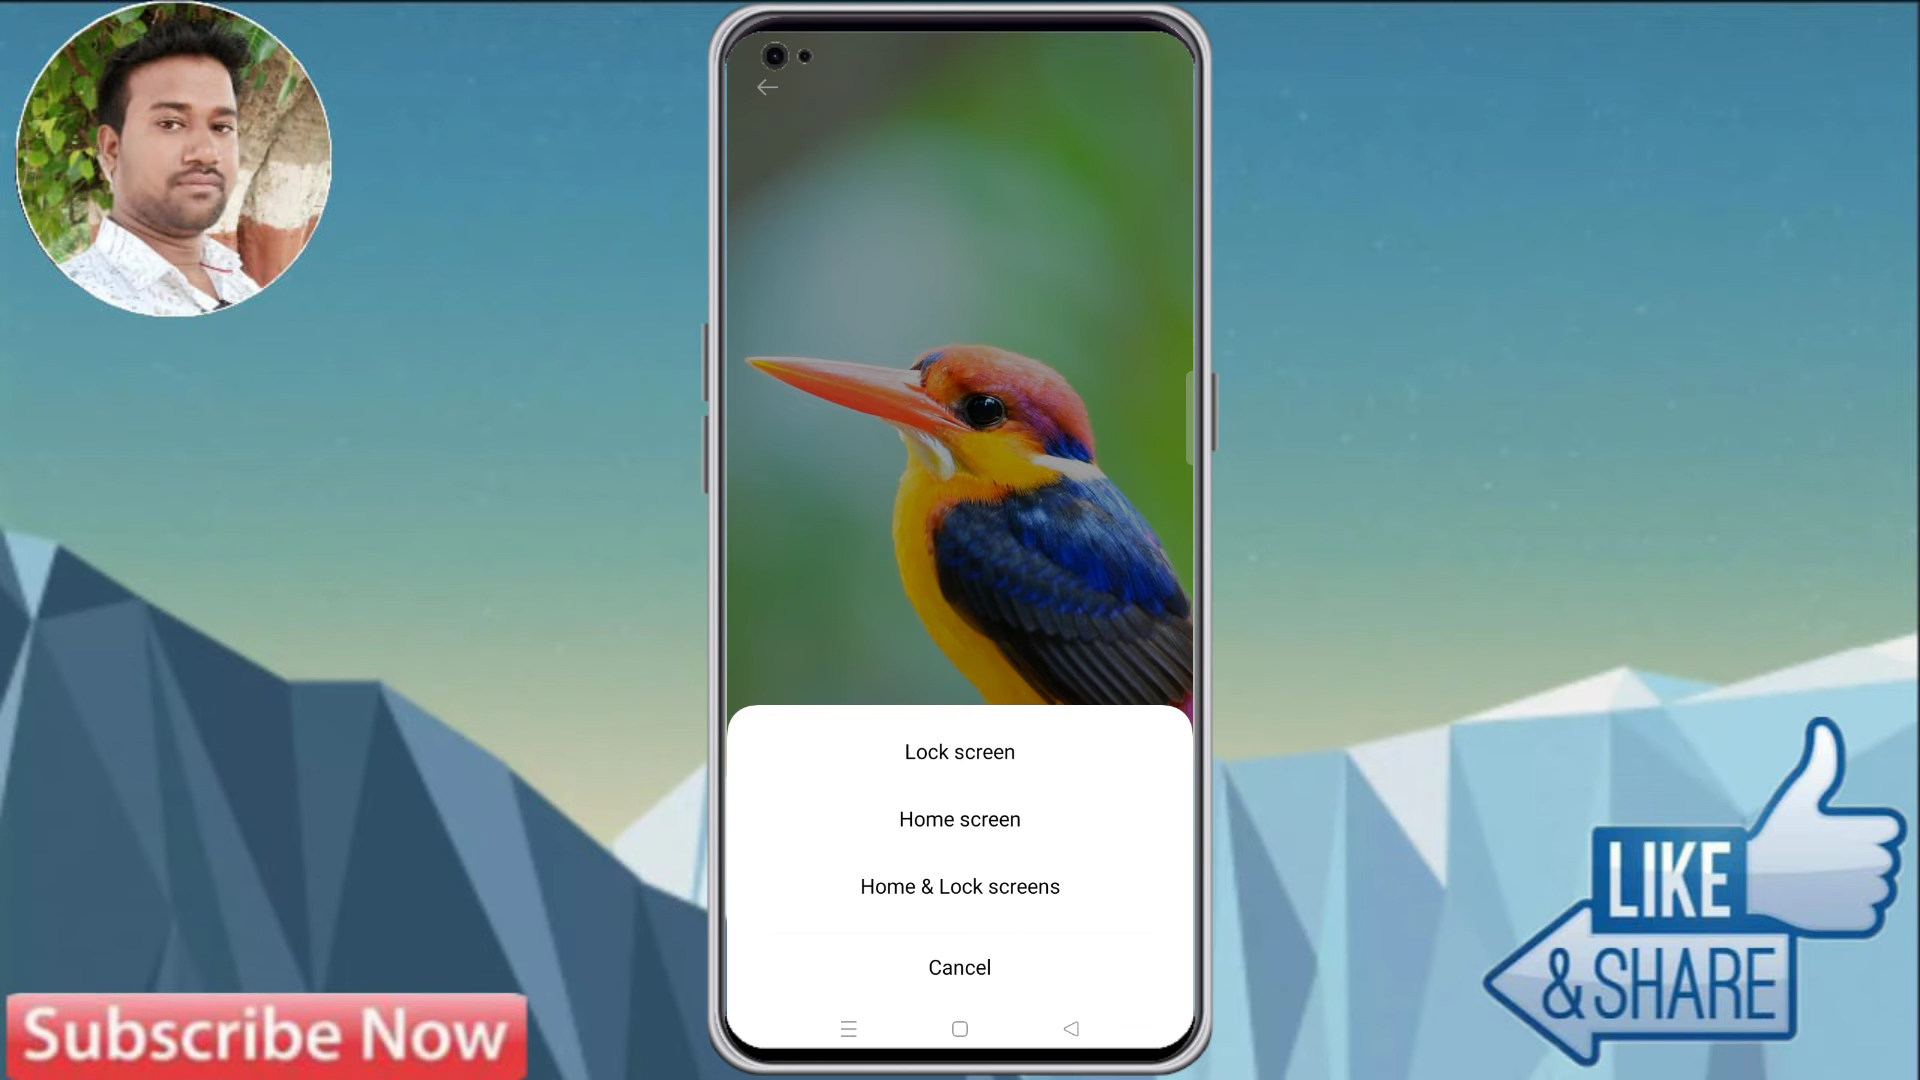 Lock screen
Home screen
Home & Lock screens
Cancel
LIKE
& SHARE
Subscribe Now